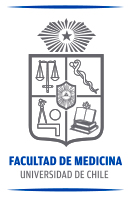 FACULTAD DE MEDICINA
UNIVERSIDAD DE CHILE